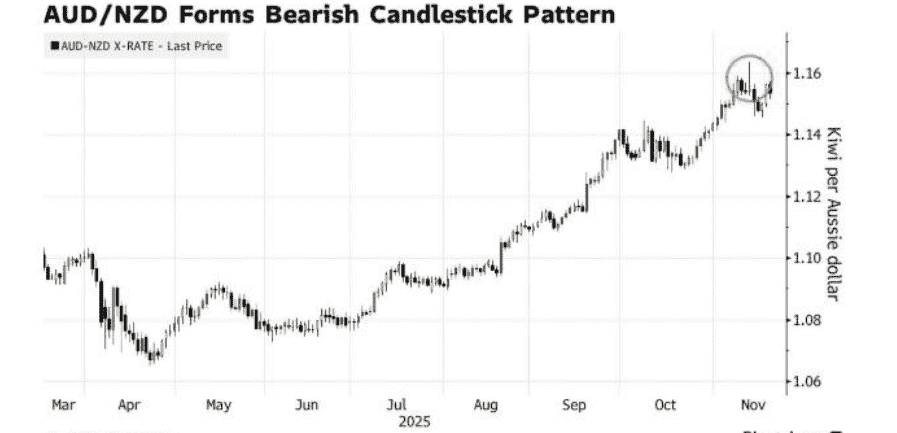 AUD/NZD Forms Bearish Candlestick Pattern
AUD-NZD X-RATE - Last Price
1.16
1.14
1.12
1.10
1.08
1.06
Kiwi per Aussie dollar
Mar Apr May Jun Jul Aug Sep Oct Nov
2025